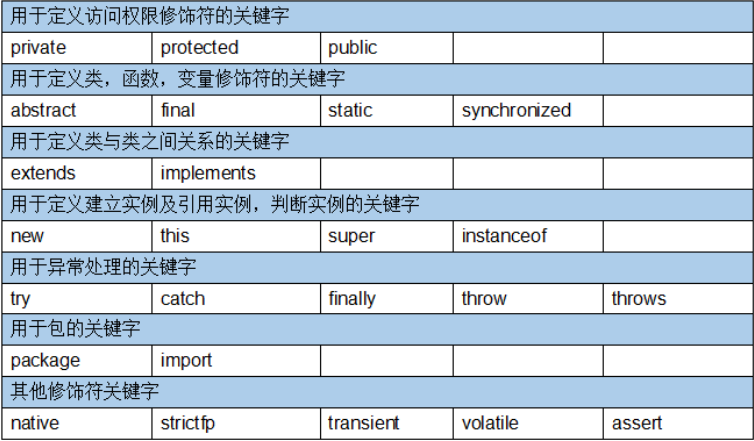 用于定义访问权限修饰符的关键字
private protected public
用于定义类，函数，变量修饰符的关键字
abstract final static synchronized
用于定义类与类之间关系的关键字
extends implements
用于定义建立实例及引用实例，判断实例的关键字
new this super instanceof
用于异常处理的关键字
try catch finally throw throws
用于包的关键字
package import
其他修饰符关键字
native strictfp transient volatile assert